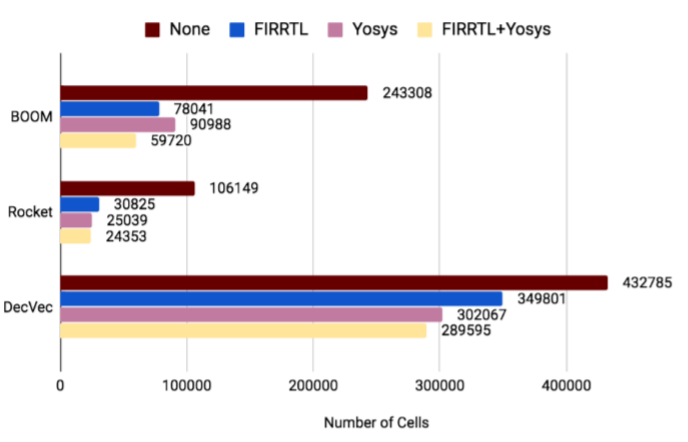 None FIRRTL Yosys FIRRTL+Yosys
243308
BOOM
78041
90988
59720
106149
Rocket
30825
25039
24353
432785
DecVec
349801
302067
289595
0 100000 200000 300000 400000
Number of Cells